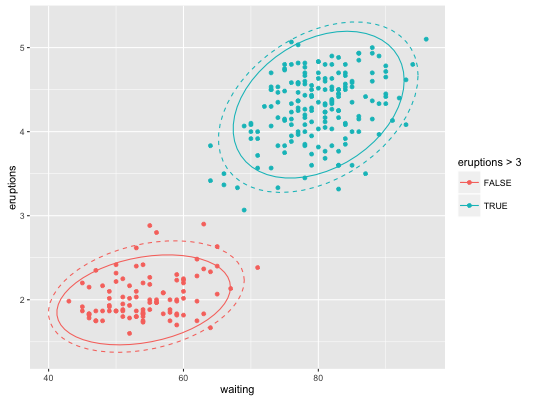 5
4
3
2
eruptions
40 60 80
waiting
eruptions > 3
FALSE
TRUE